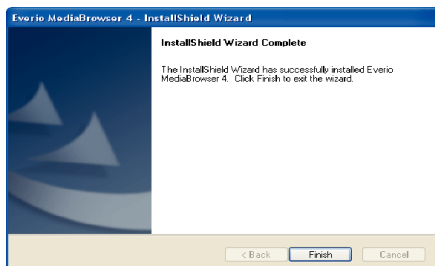 Everio MediaBrowser 4 - InstallShield Wizard
InstallShield Wizard Complete
The InstallShield Wizard has successfully installed Everio
MediaBrowser 4. Click Finish to exit the wizard.
< Back
Finish
Cancel